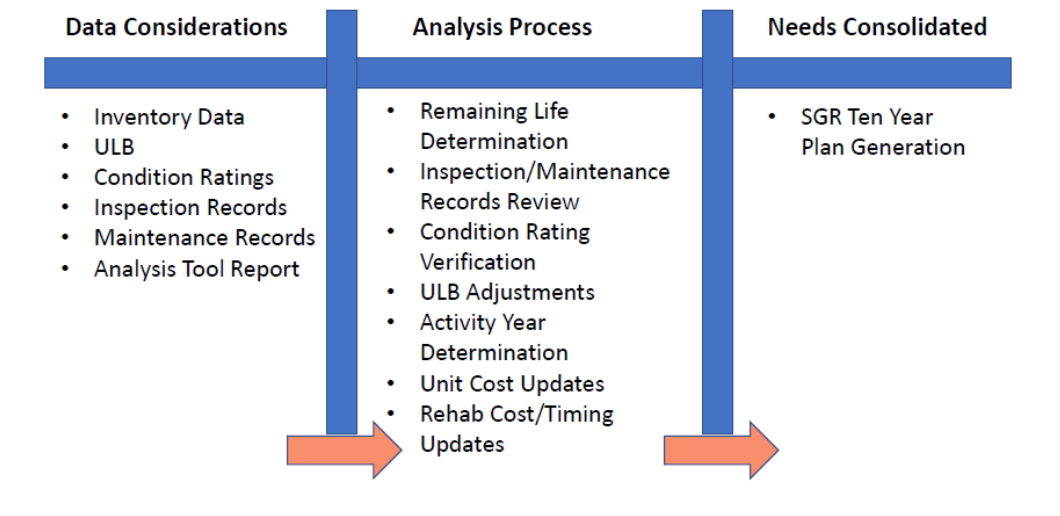 Data Considerations
• Inventory Data
• ULB
• Condition Ratings
• Inspection Records
• Maintenance Records
• Analysis Tool Report
Analysis Process
• Remaining Life
Determination
• Inspection/Maintenance
Records Review
• Condition Rating
Verification
• ULB Adjustments
• Activity Year
Determination
• Unit Cost Updates
• Rehab Cost/Timing
Updates
Needs Consolidated
• SGR Ten Year
Plan Generation